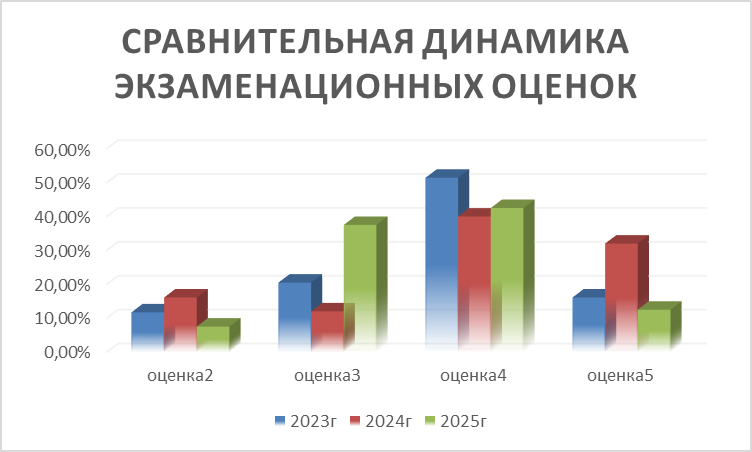 СРАВНИТЕЛЬНАЯ ДИНАМИКА
ЭКЗАМЕНАЦИОННЫХ ОЦЕНОК
60,00%
50,00%
40,00%
30,00%
20,00%
10,00%
0,00%
оценка2 оценка3 оценка4 оценка5
2023г 2024г 2025г